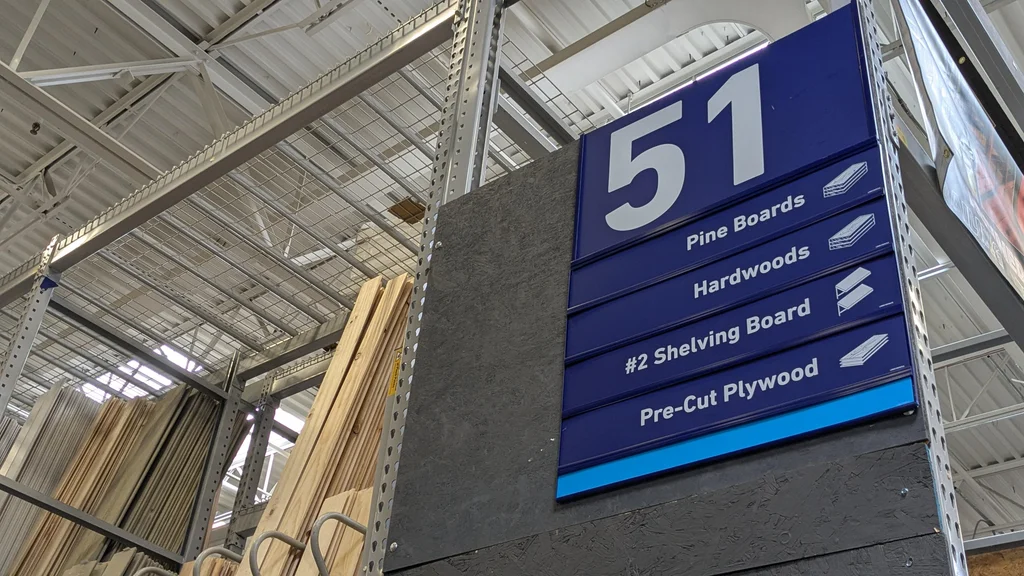 51
Pine Boards
Hardwoods
#2 Shelving Board
Pre-Cut Plywood